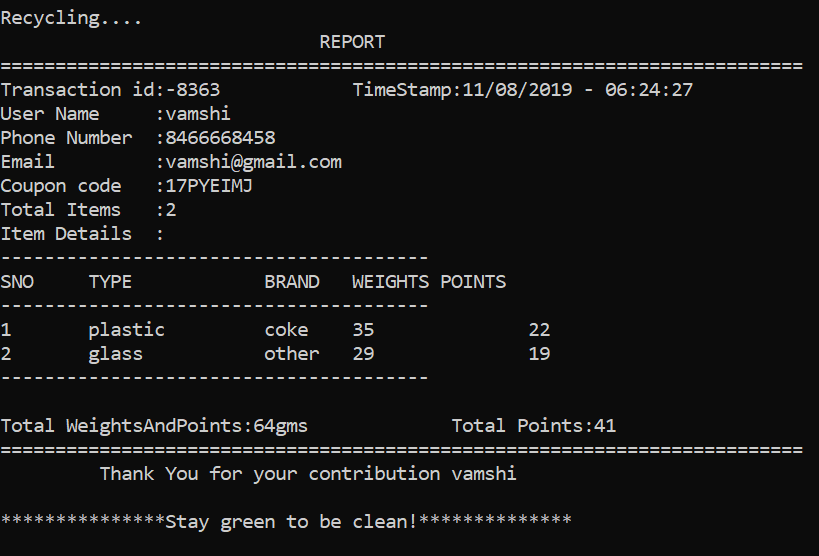 Recycling....
                             REPORT
=========================================================================
Transaction id:-8363            TimeStamp:11/08/2019 - 06:24:27
User Name     :vamshi
Phone Number  :8466668458
Email         :vamshi@gmail.com
Coupon code   :17PYEIMJ
Total Items   :2
Item Details  :
---------------------------------------
SNO     TYPE            BRAND   WEIGHTS POINTS
---------------------------------------
1       plastic         coke    35              22
2       glass           other   29              19
---------------------------------------

Total WeightsAndPoints:64gms             Total Points:41
=========================================================================
         Thank You for your contribution vamshi

***************Stay green to be clean!**************